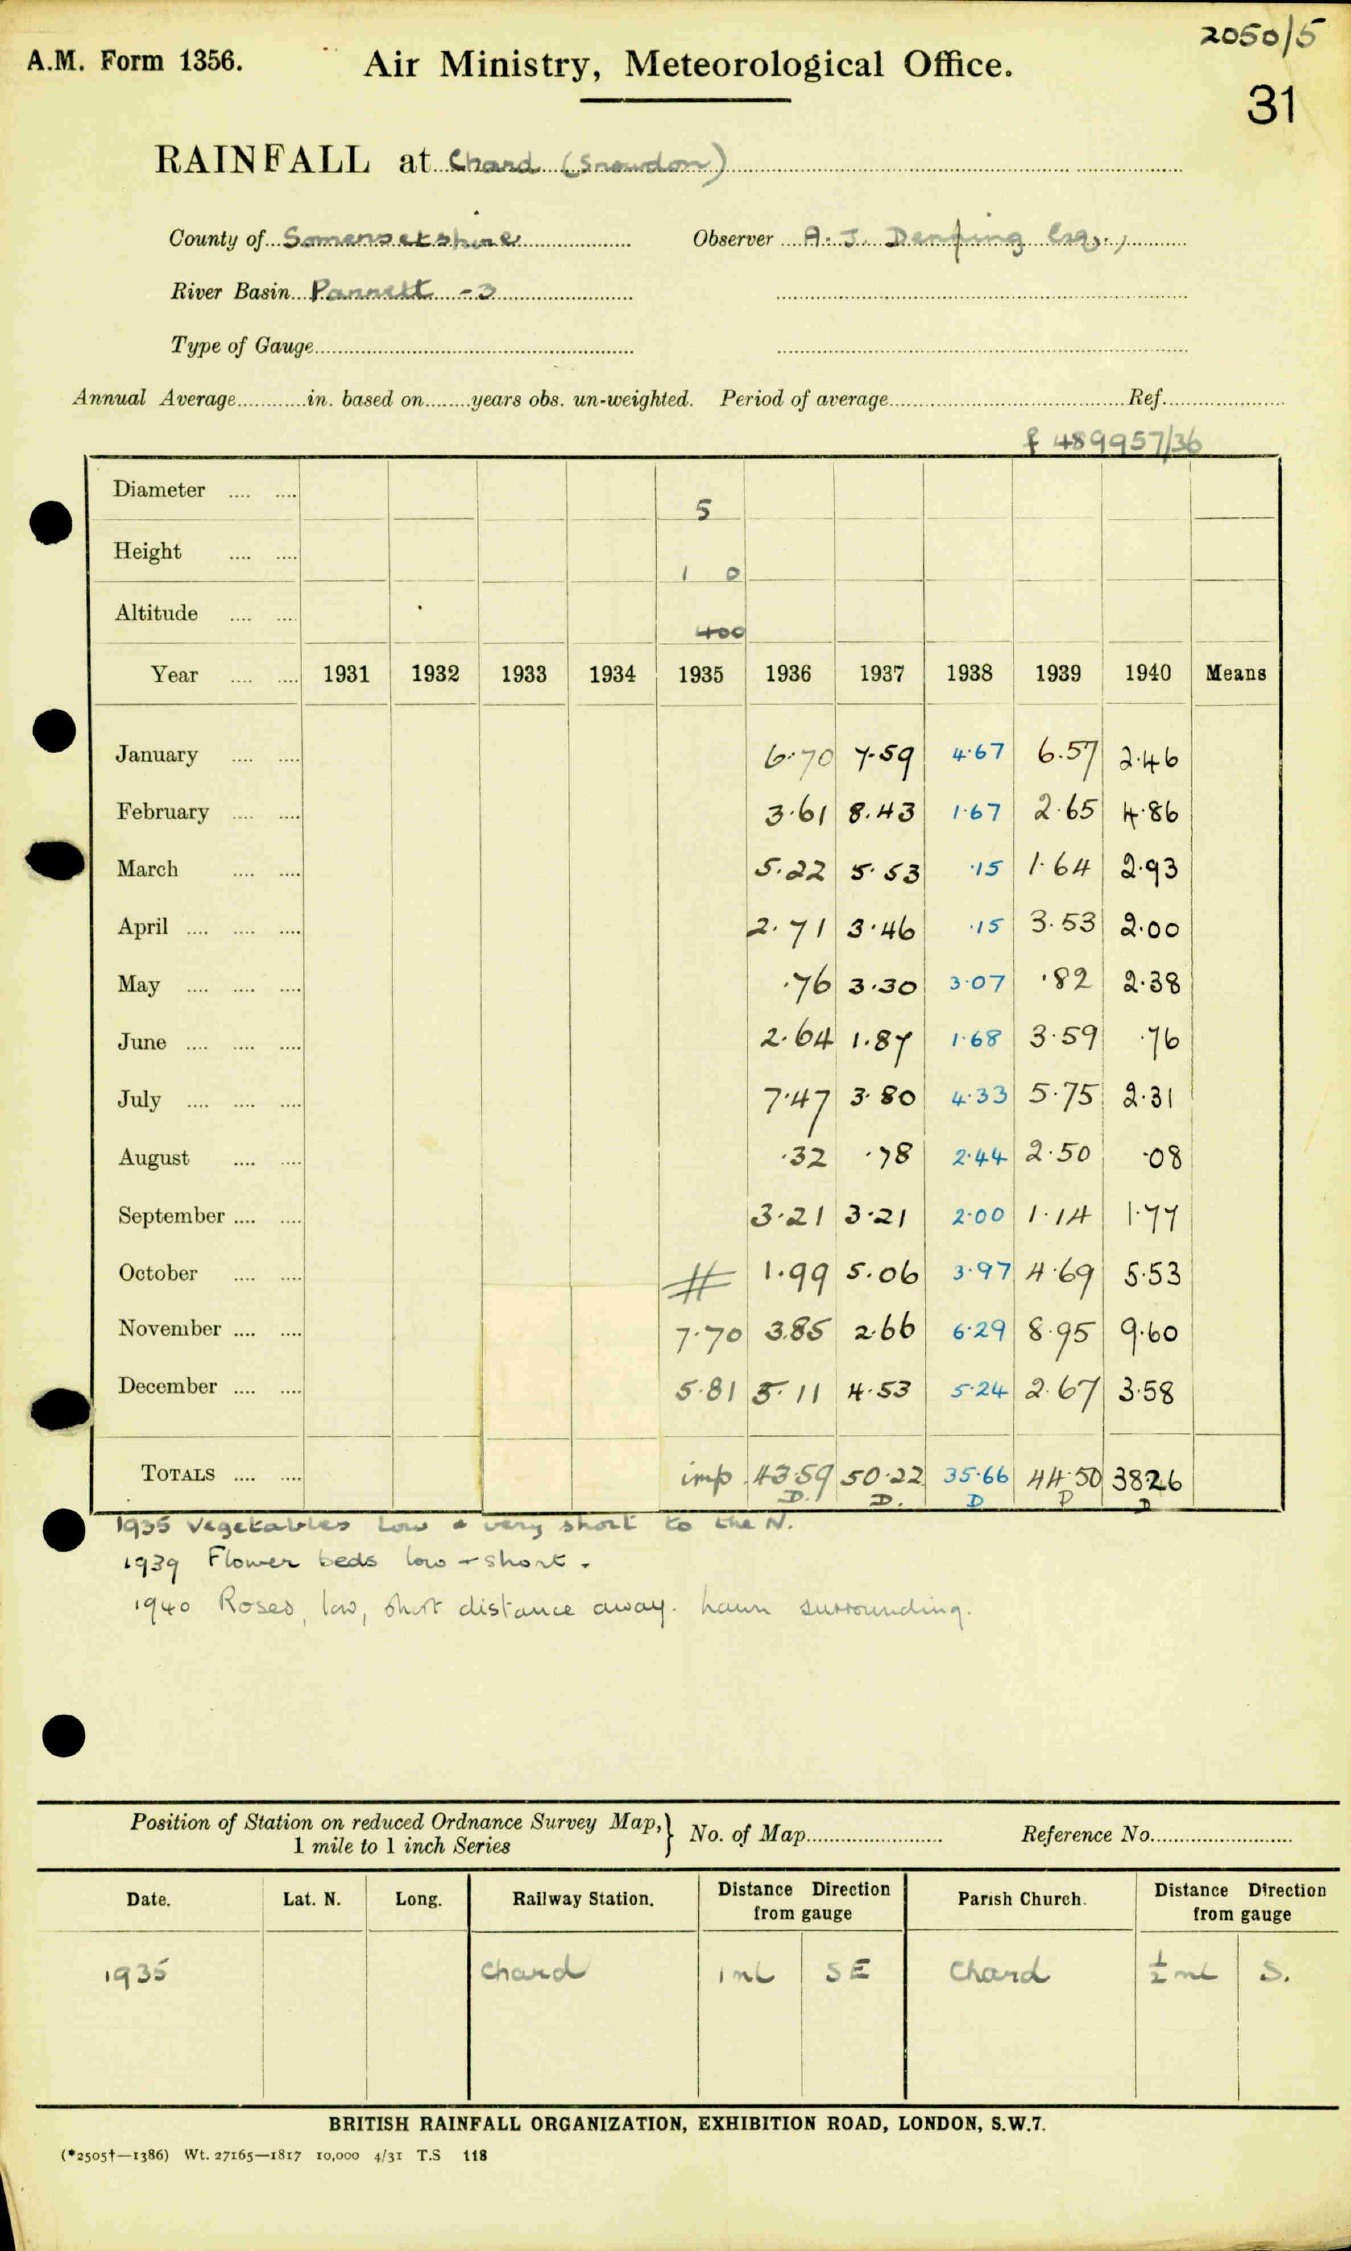 2050/5
A.M. Form 1356. Air Ministry, Meteorological Office.
31
RAINFALL at Chard (Snowdon)
County of Somersetshire Observer A. J. Esq.,
River Basin Parrett -3
Type of Gauge
Annual Average in. based on years obs. un-weighted. Period of average Ref.
f 489957/36
Diameter .... .... 5
Height .... .... 1 0
Altitude .... .... 400
Year .... .... 1931 1932 1933 1934 1935 1936 1937 1938 1939 1940 Means
January .... .... 6.70 7.59 4.67 6.57 2.46
February .... .... 3.61 8.43 1.67 2.65 4.86
March .... .... 5.22 5.53 .15 1.64 2.93
April .... .... .... 2.71 3.46 .15 3.53 2.00
May .... .... .... .76 3.30 3.07 .82 2.38
June .... .... .... 2.64 1.87 1.68 3.59 .76
July .... .... .... 7.47 3.80 4.33 5.75 2.31
August .... .... .32 .78 2.44 2.50 .08
September .... .... 3.21 3.21 2.00 1.14 1.77
October .... .... # 1.99 5.06 3.97 4.69 5.53
November .... .... 7.70 3.85 2.66 6.29 8.95 9.60
December .... .... 5.81 5.11 4.53 5.24 2.67 3.58
TOTALS .... .... imp 43.59 50.22 35.66 44.50 38.26
D. D. D D D
1935 Vegetables low & very short to the N.
1939 Flower beds low & short.
1940 Roses, low, short distance away. Lawn surrounding.
Position of Station on reduced Ordnance Survey Map, 1 mile to 1 inch Series } No. of Map Reference No.
Date. Lat. N. Long. Railway Station. Distance Direction from gauge Parish Church. Distance Direction from gauge
1935 Chard 1 ml SE Chard ½ ml S.
BRITISH RAINFALL ORGANIZATION, EXHIBITION ROAD, LONDON, S.W.7.
(*2505†—1386) Wt. 27165—1817 10,000 4/31 T.S 118